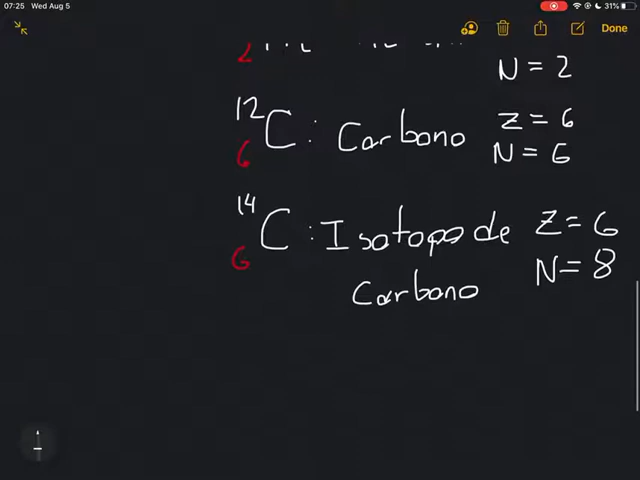 07:25 Wed Aug 5
31%
Done
2
N = 2
12
C : Carbono
6
Z = 6
N = 6
14
C : Isotopo de
6
Carbono
Z = 6
N = 8